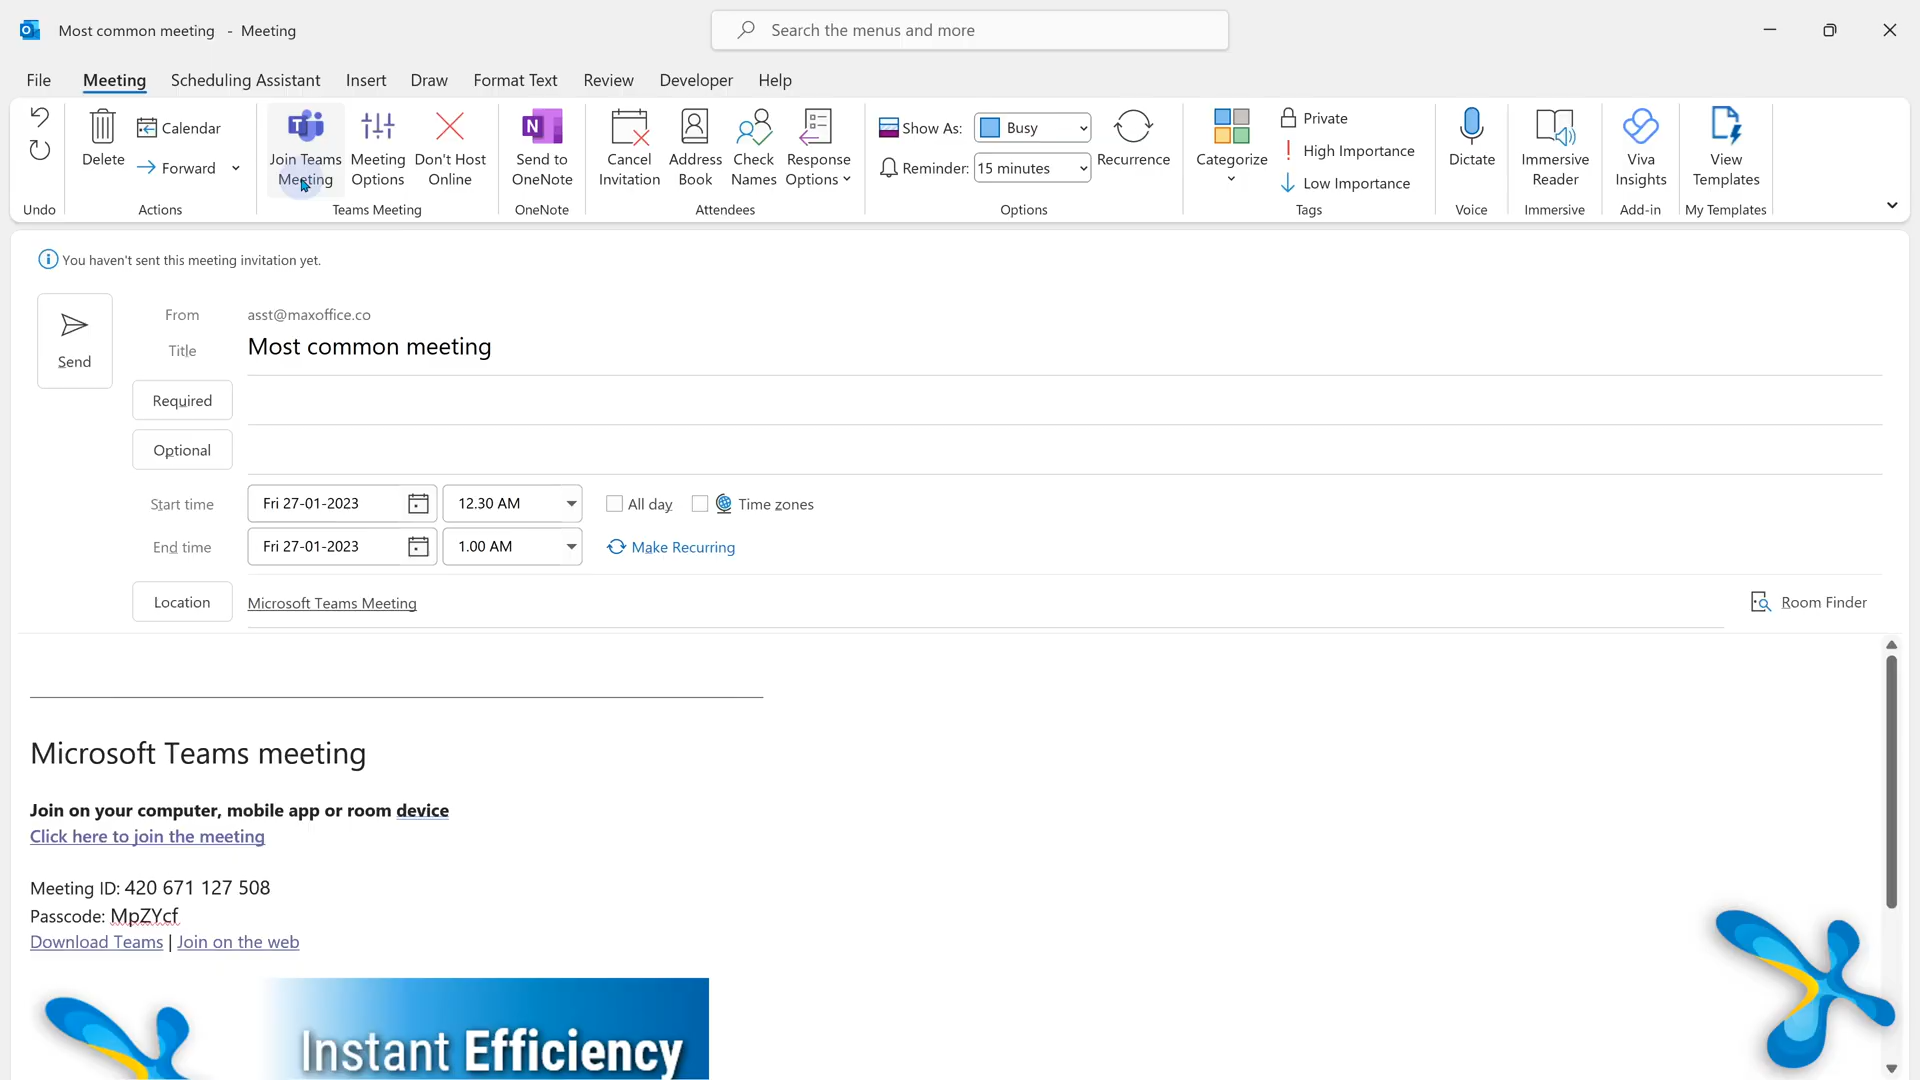 Most common meeting - Meeting
Search the menus and more
File Meeting Scheduling Assistant Insert Draw Format Text Review Developer Help
Delete
Calendar
Forward
Join Teams Meeting
Meeting Options
Don't Host Online
Send to OneNote
Cancel Invitation
Address Book
Check Names
Response Options
Show As: Busy
Reminder: 15 minutes
Recurrence
Categorize
Private
High Importance
Low Importance
Dictate
Immersive Reader
Viva Insights
View Templates
Undo Actions Teams Meeting OneNote Attendees Options Tags Voice Immersive Add-in My Templates
You haven't sent this meeting invitation yet.
Send
From asst@maxoffice.co
Title Most common meeting
Required
Optional
Start time Fri 27-01-2023 12.30 AM All day Time zones
End time Fri 27-01-2023 1.00 AM Make Recurring
Location Microsoft Teams Meeting Room Finder
Microsoft Teams meeting
Join on your computer, mobile app or room device
Click here to join the meeting
Meeting ID: 420 671 127 508
Passcode: MpZYcf
Download Teams | Join on the web
Instant Efficiency